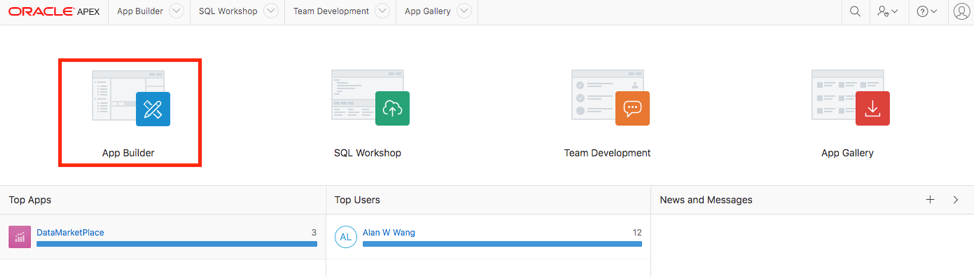 ORACLE APEX App Builder SQL Workshop Team Development App Gallery
App Builder SQL Workshop Team Development App Gallery
Top Apps Top Users News and Messages
DataMarketPlace 3 AL Alan W Wang 12